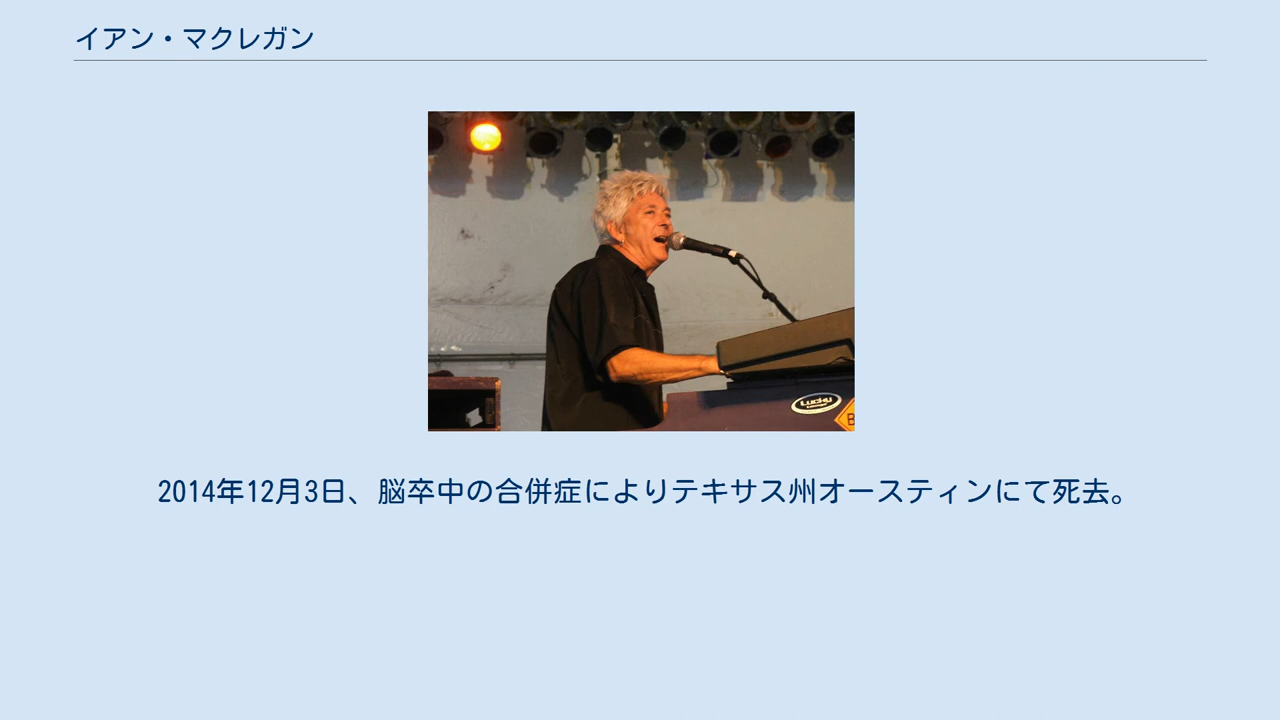 イアン・マクレガン
Lucky
2014年12月3日、脳卒中の合併症によりテキサス州オースティンにて死去。